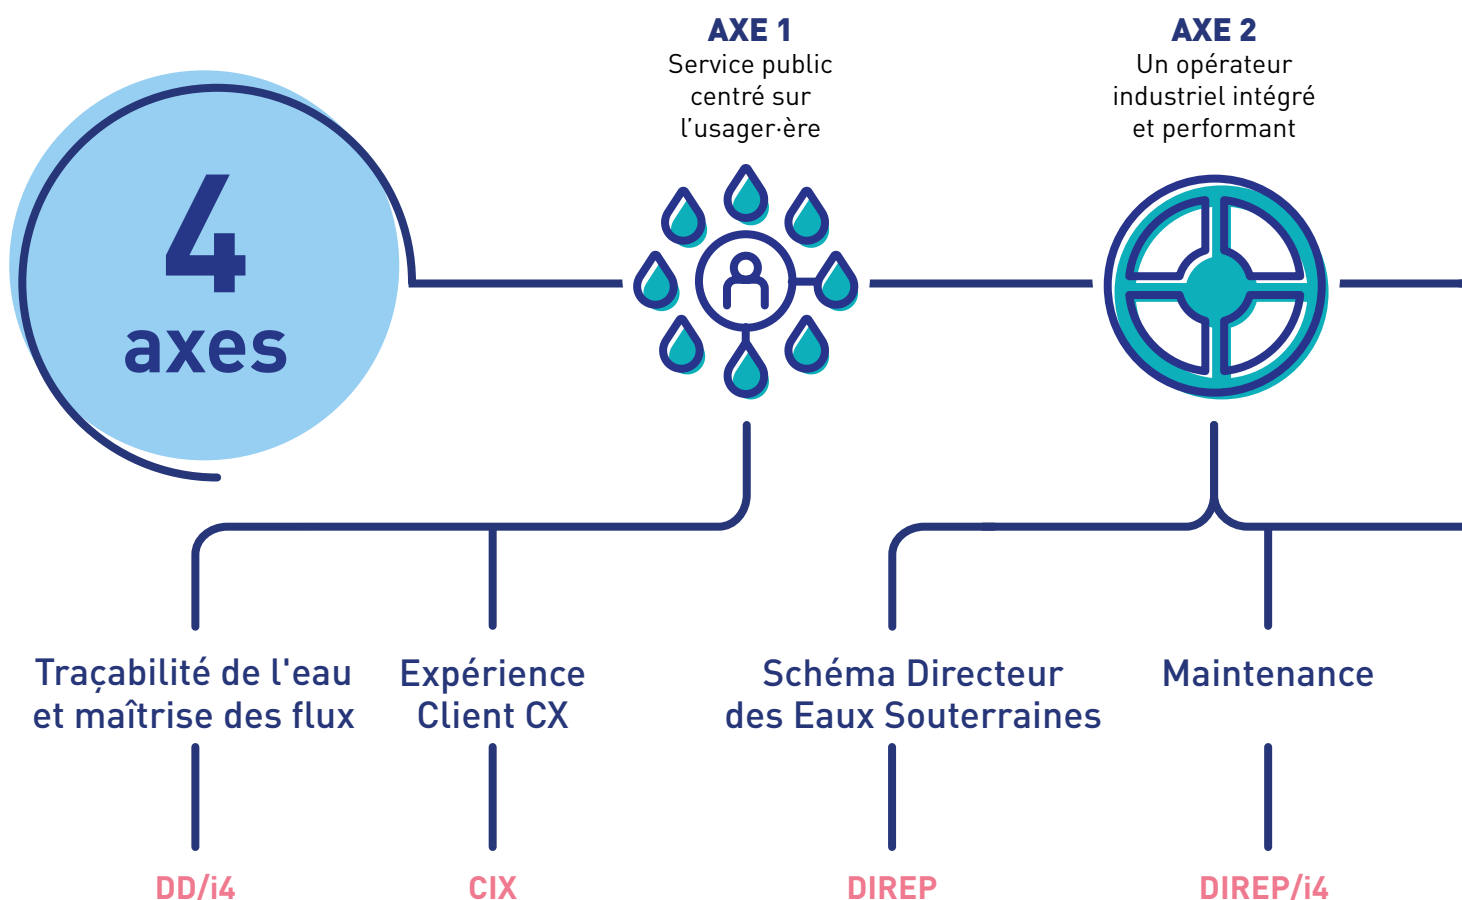 4
axes
AXE 1
Service public
centré sur
l’usager·ère
AXE 2
Un opérateur
industriel intégré
et performant
Traçabilité de l'eau
et maîtrise des flux
Expérience
Client CX
Schéma Directeur
des Eaux Souterraines
Maintenance
DD/i4
CIX
DIREP
DIREP/i4